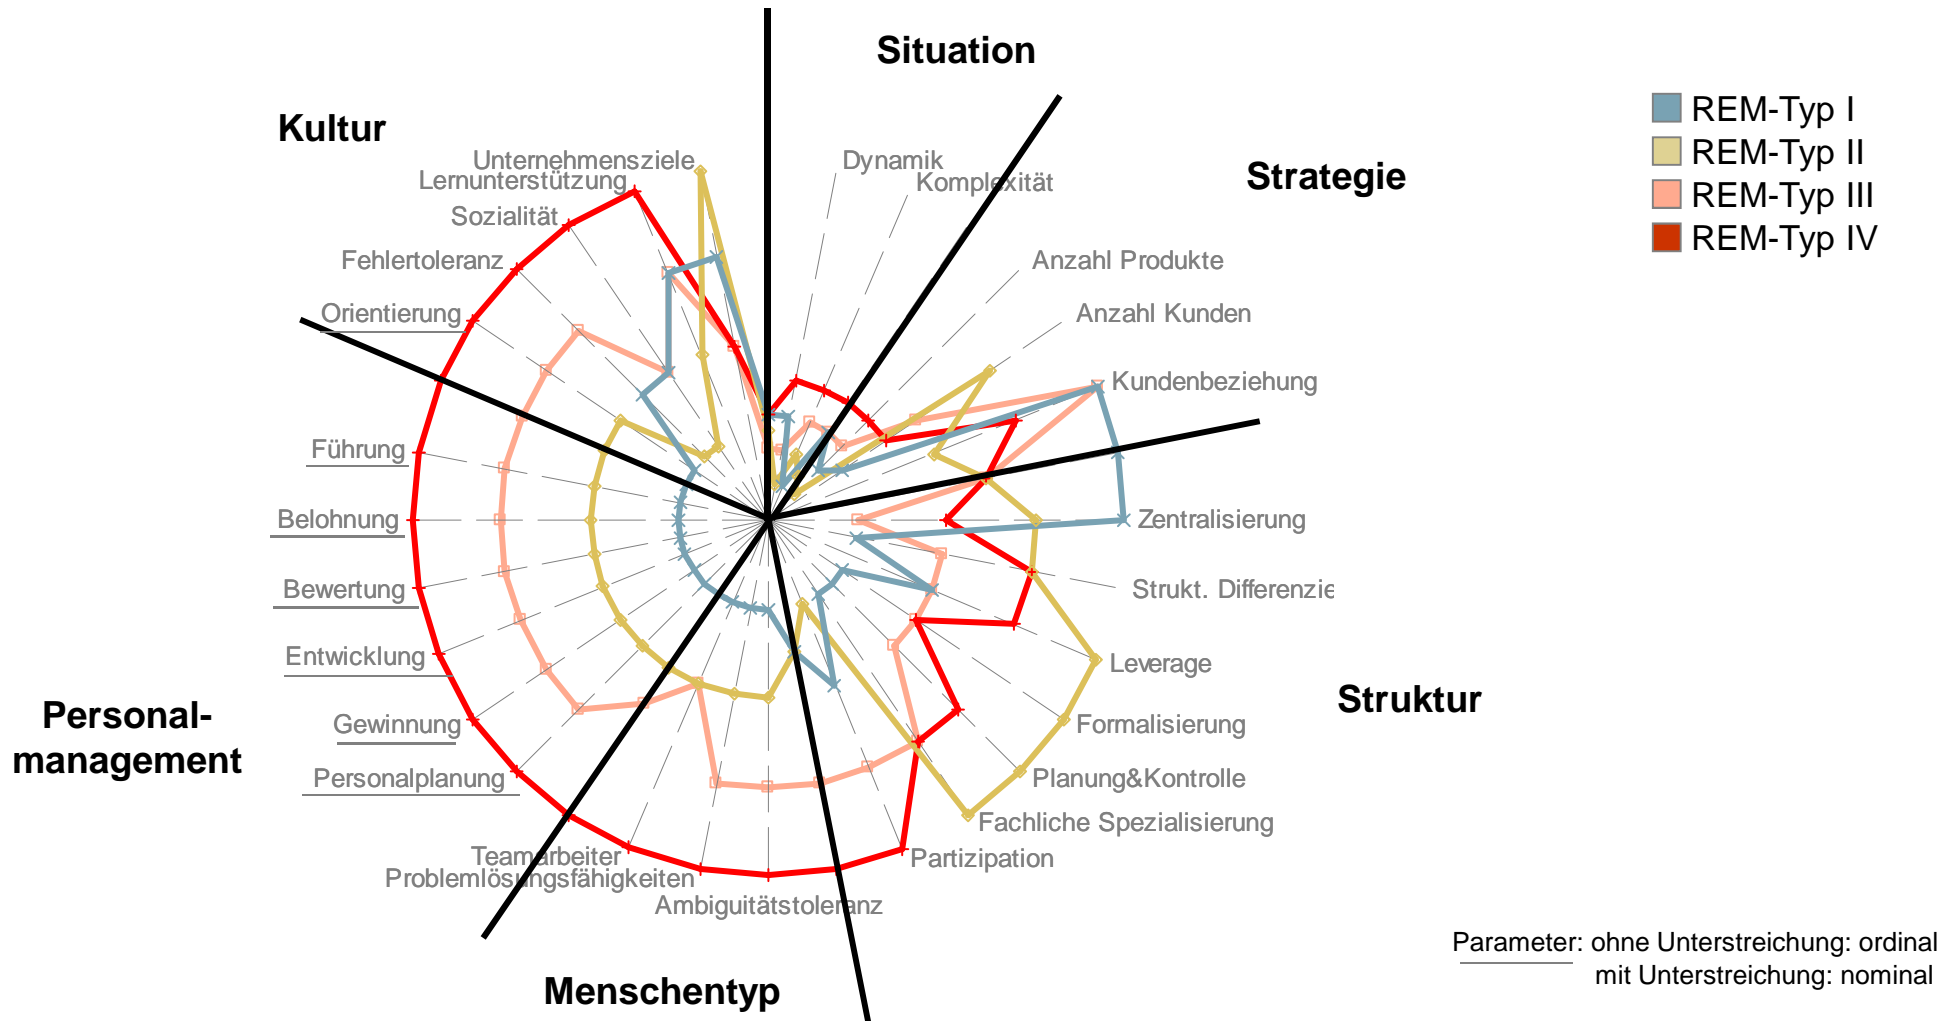 Situation
Kultur
Strategie
REM-Typ I
REM-Typ II
REM-Typ III
REM-Typ IV
Unternehmensziele
Lernunterstützung
Sozialität
Fehlertoleranz
Orientierung
Dynamik
Komplexität
Anzahl Produkte
Anzahl Kunden
Kundenbeziehung
Führung
Belohnung
Bewertung
Entwicklung
Gewinnung
Personalplanung
Zentralisierung
Strukt. Differenzie
Leverage
Formalisierung
Planung&Kontrolle
Fachliche Spezialisierung
Partizipation
Struktur
Personal-
management
Teamarbeiter
Problemlösungsfähigkeiten
Ambiguitätstoleranz
Menschentyp
Parameter: ohne Unterstreichung: ordinal
mit Unterstreichung: nominal